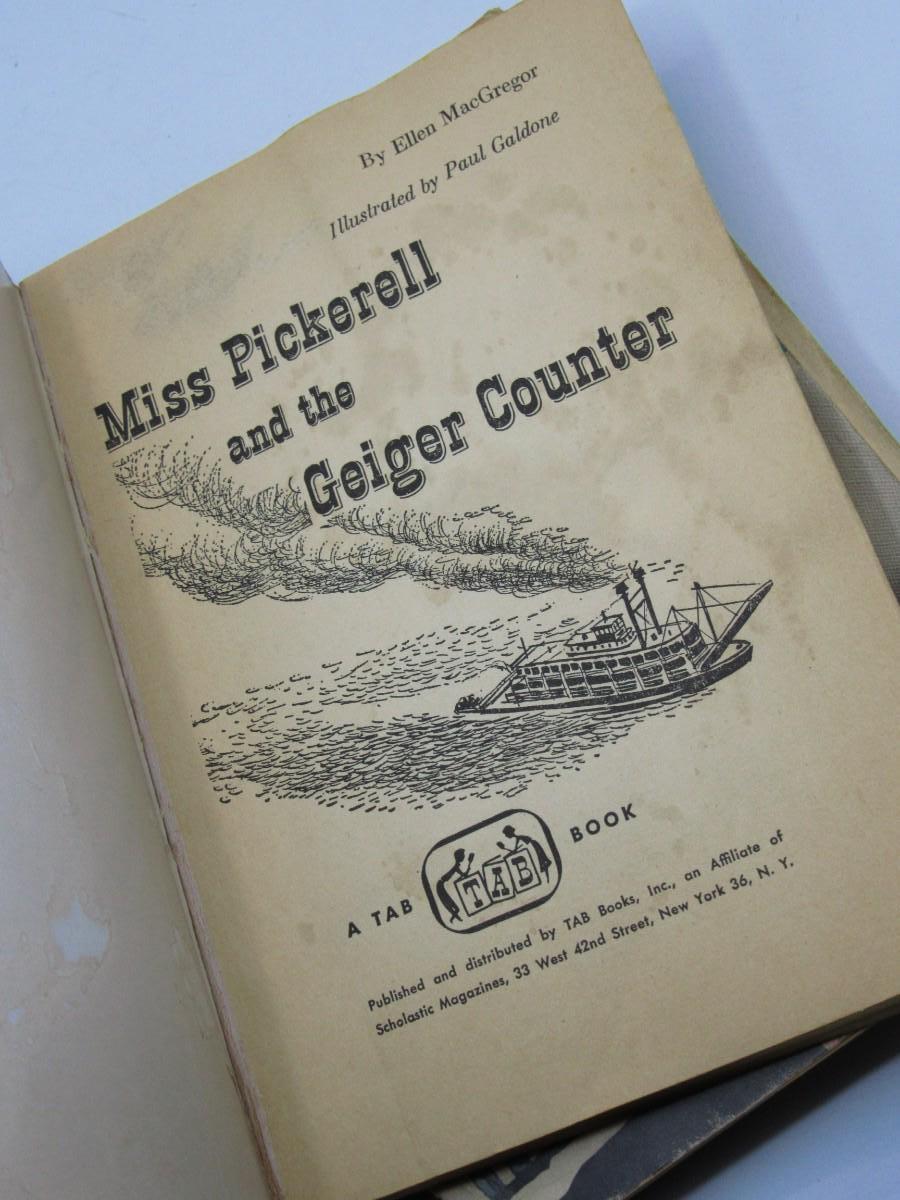 By Ellen MacGregor
Illustrated by Paul Galdone
Miss Pickerell
and the
Geiger Counter
A TAB TAB BOOK
Published and distributed by TAB Books, Inc., an Affiliate of
Scholastic Magazines, 33 West 42nd Street, New York 36, N. Y.